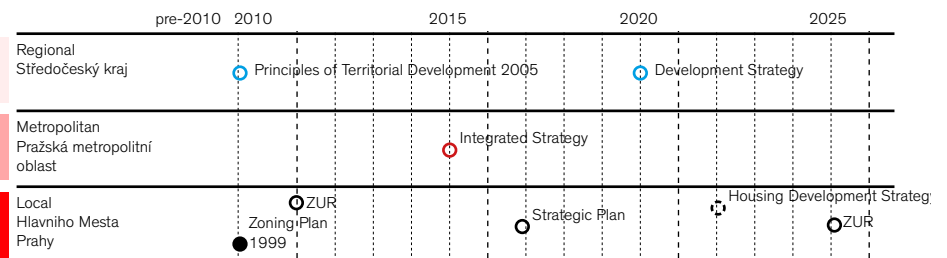 pre-2010 2010 2015 2020 2025
Regional
Středočeský kraj
Principles of Territorial Development 2005
Development Strategy
Metropolitan
Pražská metropolitní
oblast
Integrated Strategy
Local
Hlavniho Mesta
Prahy
ZUR
Zoning Plan
1999
Strategic Plan
Housing Development Strategy
ZUR